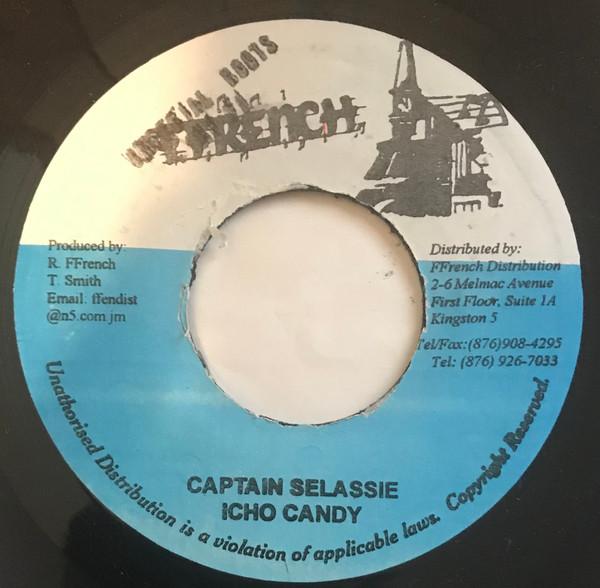 ROOTS
FFRENCH
Produced by:
R. FFrench
T. Smith
Email: ffendist
@n5.com.jm
Distributed by:
FFrench Distribution
2-6 Melmac Avenue
First Floor, Suite 1A
Kingston 5
Tel/Fax:(876)908-4295
Tel: (876) 926-7033
CAPTAIN SELASSIE
ICHO CANDY
Unathorised Distribution is a violation of applicable laws. Copyright Reserved.